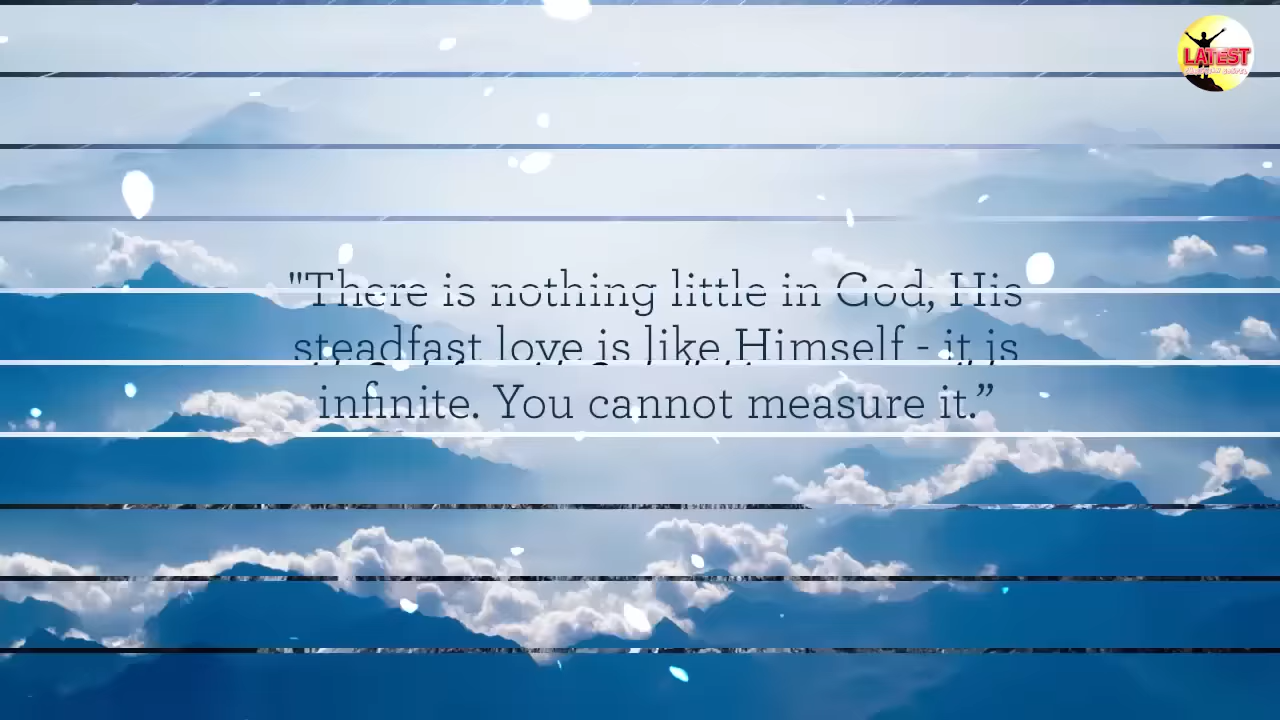 LATEST
"There is nothing little in God; His
steadfast love is like Himself - it is
infinite. You cannot measure it.”